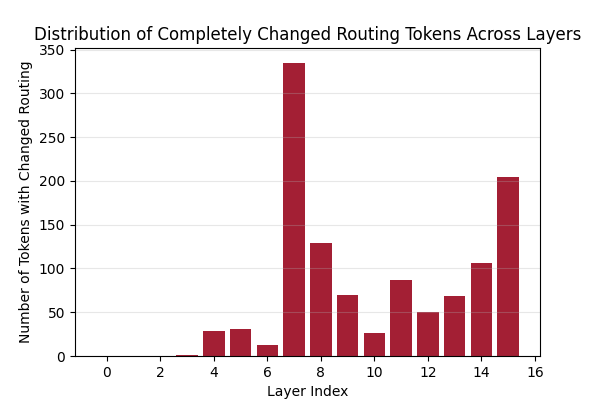 Distribution of Completely Changed Routing Tokens Across Layers
Number of Tokens with Changed Routing
350
300
250
200
150
100
50
0
0 2 4 6 8 10 12 14 16
Layer Index